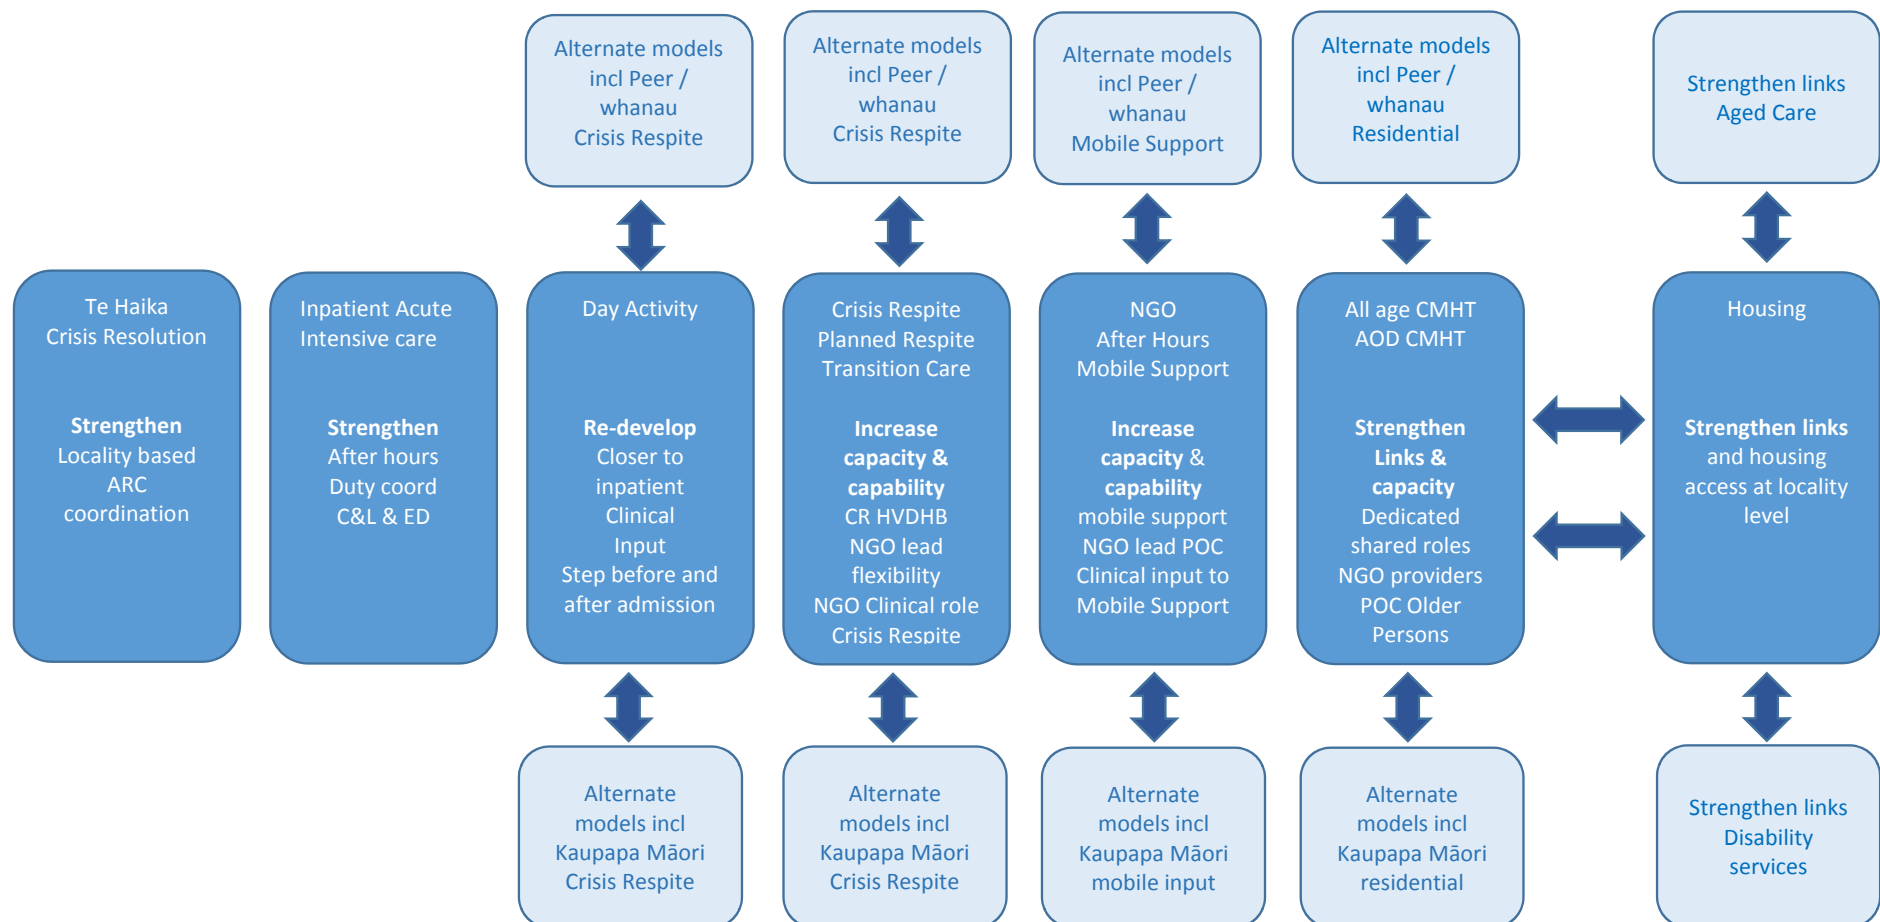 Alternate models
incl Peer /
whanau
Crisis Respite
Alternate models
incl Peer /
whanau
Crisis Respite
Alternate models
incl Peer /
whanau
Mobile Support
Alternate models
incl Peer /
whanau
Residential
Strengthen links
Aged Care
Te Haika
Crisis Resolution
Strengthen
Locality based
ARC
coordination
Inpatient Acute
Intensive care
Strengthen
After hours
Duty coord
C&L & ED
Day Activity
Re-develop
Closer to
inpatient
Clinical
Input
Step before and
after admission
Crisis Respite
Planned Respite
Transition Care
Increase
capacity &
capability
CR HVDHB
NGO lead
flexibility
NGO Clinical role
Crisis Respite
NGO
After Hours
Mobile Support
Increase
capacity &
capability
mobile support
NGO lead POC
Clinical input to
Mobile Support
All age CMHT
AOD CMHT
Strengthen
Links &
capacity
Dedicated
shared roles
NGO providers
POC Older
Persons
Housing
Strengthen links
and housing
access at locality
level
Alternate
models incl
Kaupapa Māori
Crisis Respite
Alternate
models incl
Kaupapa Māori
Crisis Respite
Alternate
models incl
Kaupapa Māori
mobile input
Alternate
models incl
Kaupapa Māori
residential
Strengthen links
Disability
services